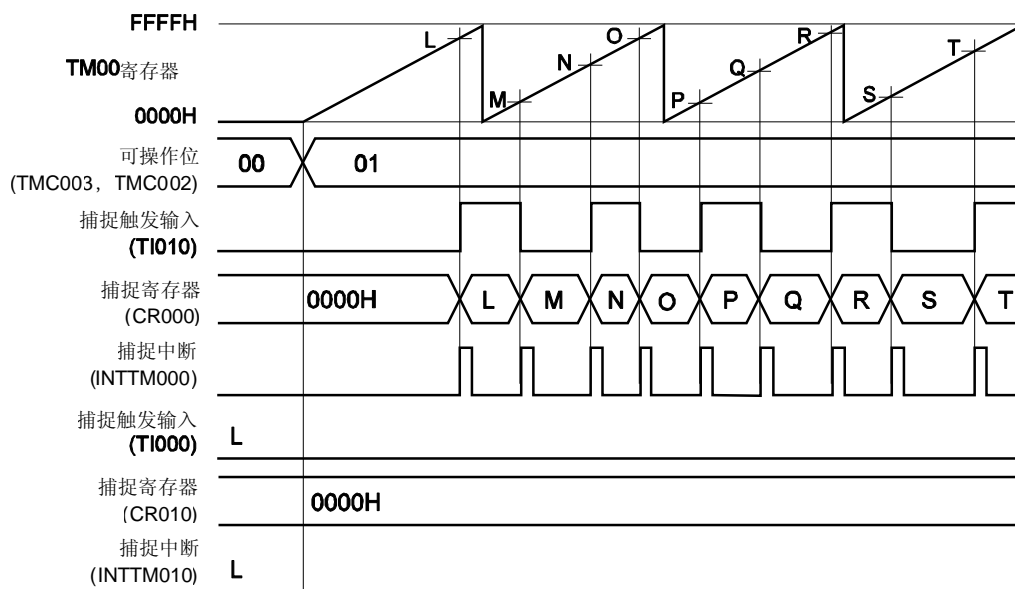 FFFFH
L
O
R
T
TM00寄存器
N
Q
M
P
S
0000H
可操作位
(TMC003, TMC002)
00
01
捕捉触发输入
(TI010)
捕捉寄存器
(CR000)
0000H
L
M
N
O
P
Q
R
S
T
捕捉中断
(INTTM000)
捕捉触发输入
(TI000)
L
捕捉寄存器
(CR010)
0000H
捕捉中断
(INTTM010)
L